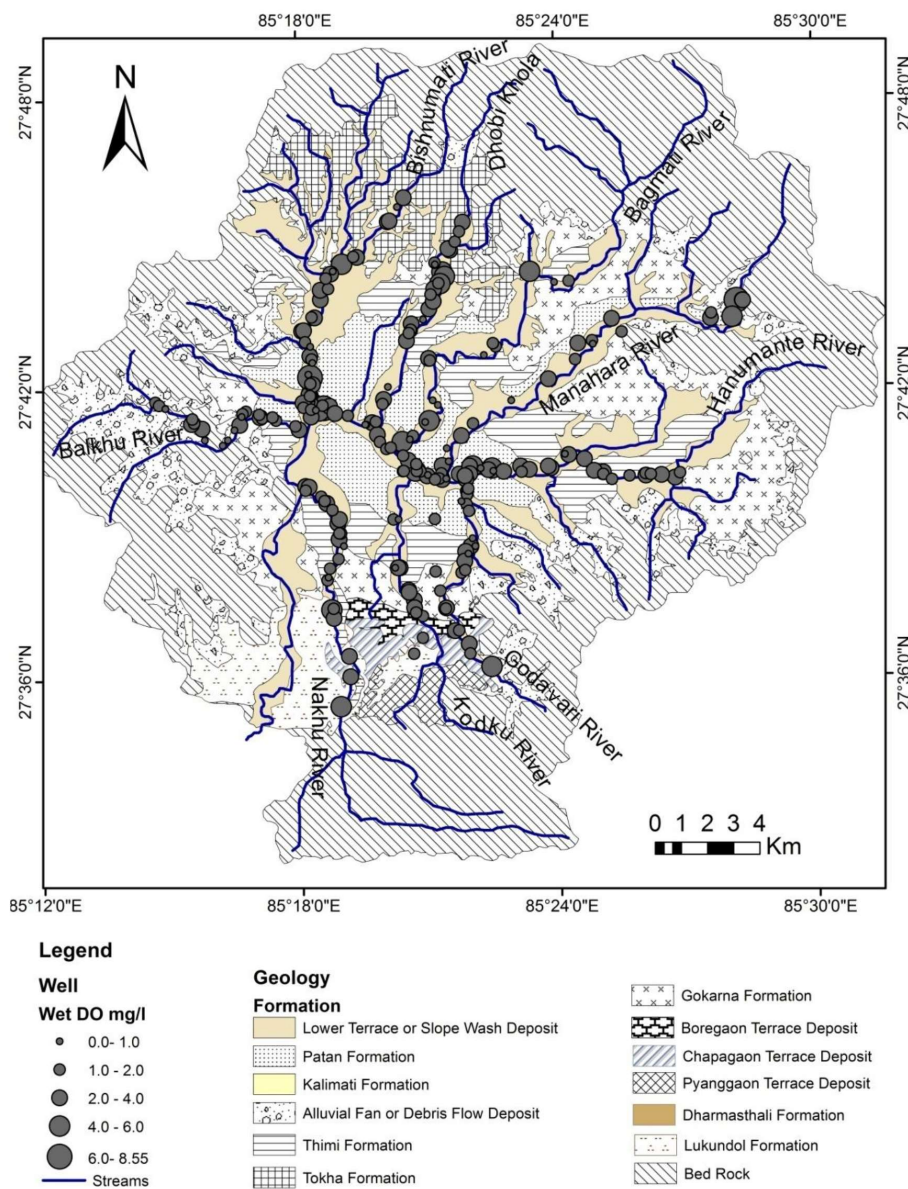 85°18'0"E 85°24'0"E 85°30'0"E
N
27°48'0"N
27°48'0"N
Bishnumati River
Dhobi Khola
Bagmati River
27°42'0"N
27°42'0"N
Manahara River
Hanumante River
Balkhu River
27°36'0"N
27°36'0"N
Nakhu River
Kodku River
Godavari River
0 1 2 3 4
Km
85°12'0"E 85°18'0"E 85°24'0"E 85°30'0"E
Legend
Well
Wet DO mg/l
0.0- 1.0
1.0 - 2.0
2.0 - 4.0
4.0 - 6.0
6.0- 8.55
Streams
Geology
Formation
Lower Terrace or Slope Wash Deposit
Patan Formation
Kalimati Formation
Alluvial Fan or Debris Flow Deposit
Thimi Formation
Tokha Formation
Gokarna Formation
Boregaon Terrace Deposit
Chapagaon Terrace Deposit
Pyanggaon Terrace Deposit
Dharmasthali Formation
Lukundol Formation
Bed Rock